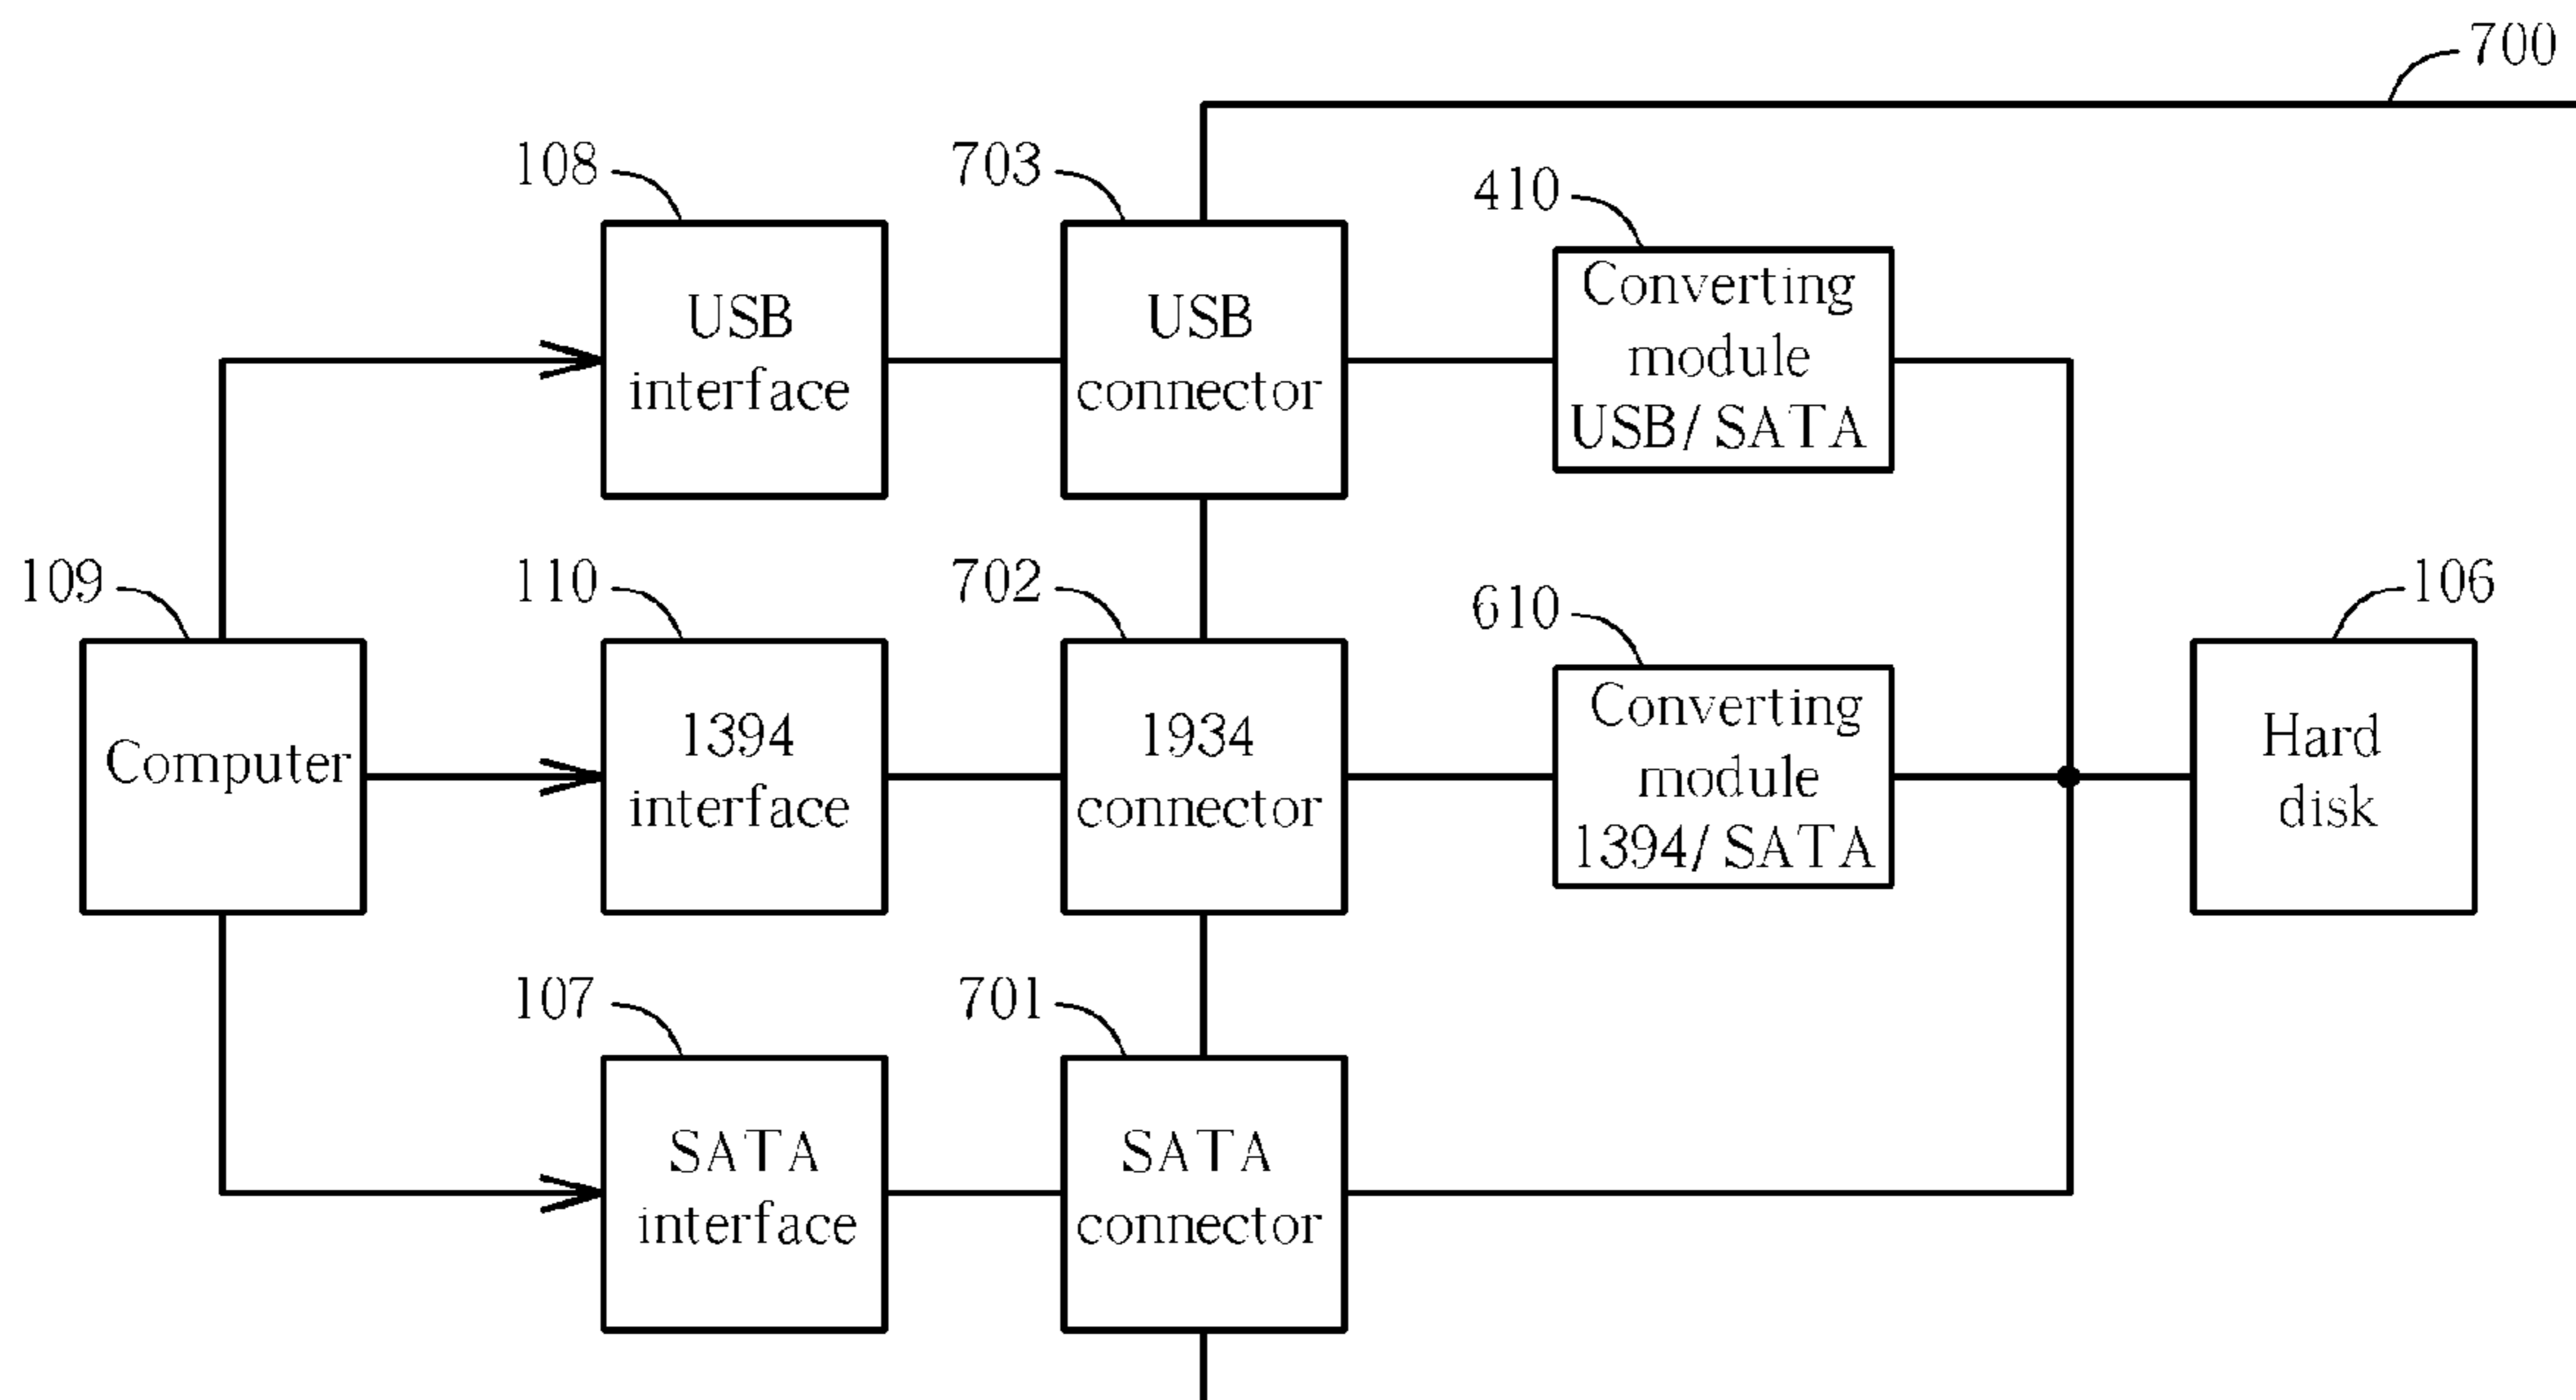 700
108
703
410
USB
interface
USB
connector
Converting
module
USB/ SATA
109
110
702
610
106
Computer
1394
interface
1934
connector
Converting
module
1394/ SATA
Hard
disk
107
701
SATA
interface
SATA
connector